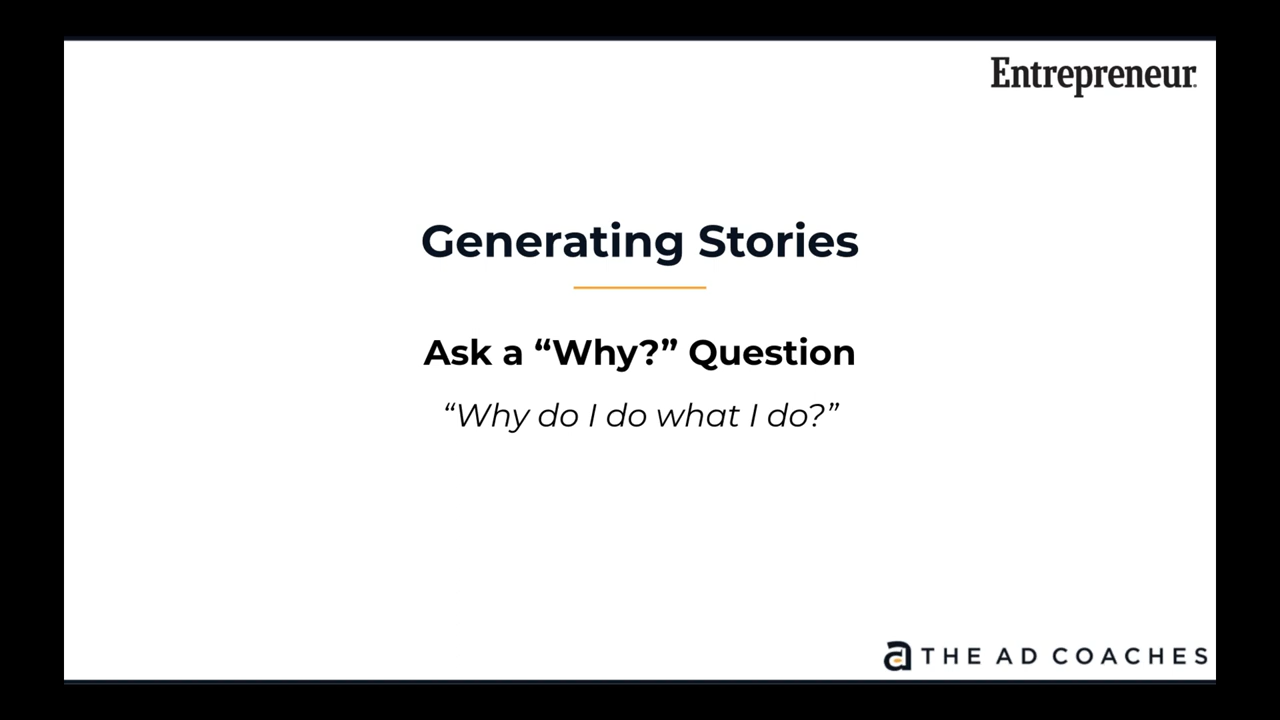 Entrepreneur
Generating Stories
Ask a “Why?” Question
“Why do I do what I do?”
a THE AD COACHES